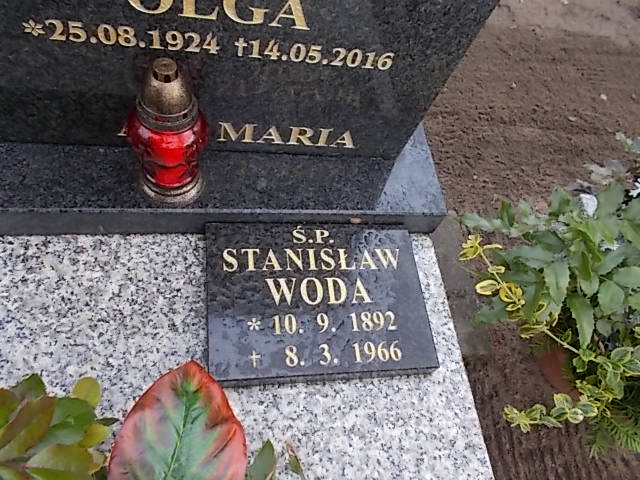 OLGA
*25.08.1924 †14.05.2016
MARIA
Ś.P.
STANISŁAW
WODA
* 10. 9. 1892
† 8. 3. 1966